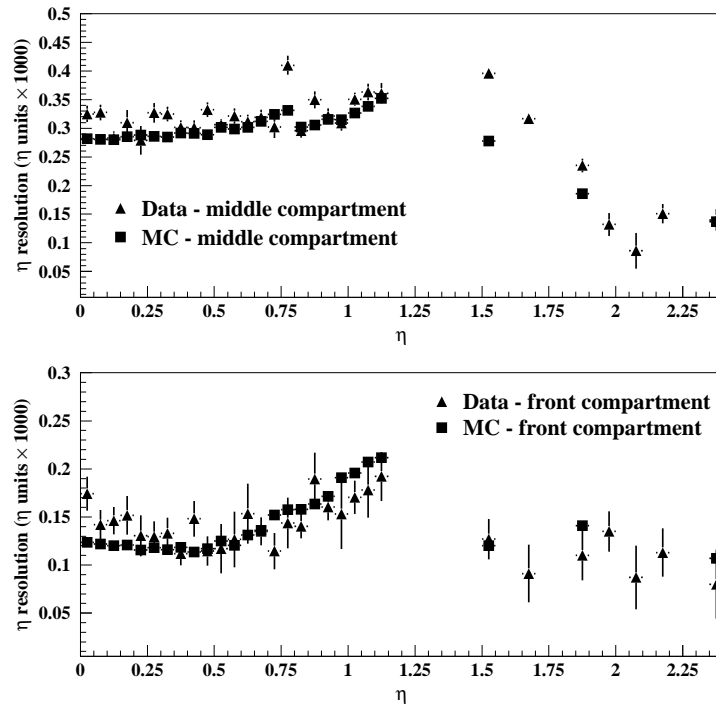 η resolution (η units × 1000)
0.5
0.45
0.4
0.35
0.3
0.25
0.2
0.15
0.1
0.05
Data - middle compartment
MC - middle compartment
0 0.25 0.5 0.75 1 1.25 1.5 1.75 2 2.25
η
η resolution (η units × 1000)
0.3
0.25
0.2
0.15
0.1
0.05
Data - front compartment
MC - front compartment
0 0.25 0.5 0.75 1 1.25 1.5 1.75 2 2.25
η